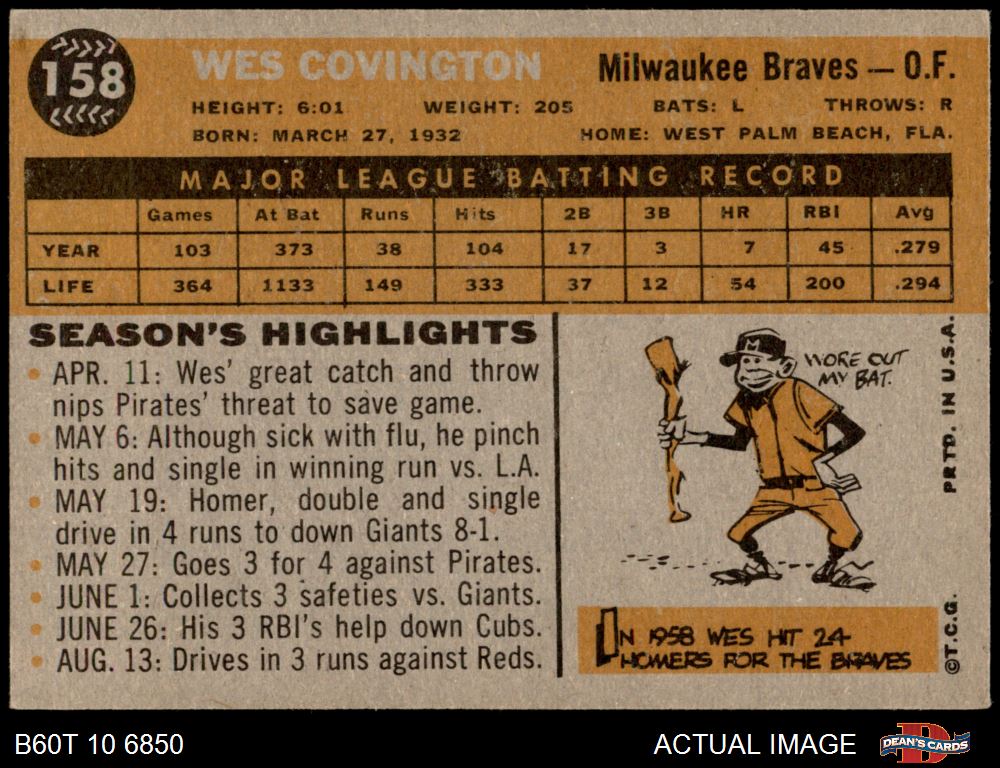 158
WES COVINGTON
Milwaukee Braves — O.F.
HEIGHT: 6:01 WEIGHT: 205 BATS: L THROWS: R
BORN: MARCH 27, 1932 HOME: WEST PALM BEACH, FLA.
MAJOR LEAGUE BATTING RECORD
Games At Bat Runs Hits 2B 3B HR RBI Avg
YEAR 103 373 38 104 17 3 7 45 .279
LIFE 364 1133 149 333 37 12 54 200 .294
SEASON'S HIGHLIGHTS
• APR. 11: Wes' great catch and throw
nips Pirates' threat to save game.
• MAY 6: Although sick with flu, he pinch
hits and single in winning run vs. L.A.
• MAY 19: Homer, double and single
drive in 4 runs to down Giants 8-1.
• MAY 27: Goes 3 for 4 against Pirates.
• JUNE 1: Collects 3 safeties vs. Giants.
• JUNE 26: His 3 RBI's help down Cubs.
• AUG. 13: Drives in 3 runs against Reds.
M
WORE OUT
MY BAT.
IN 1958 WES HIT 24
HOMERS FOR THE BRAVES
©T.C.G. PRTD. IN U.S.A.
B60T 10 6850
ACTUAL IMAGE
DEAN'S CARDS